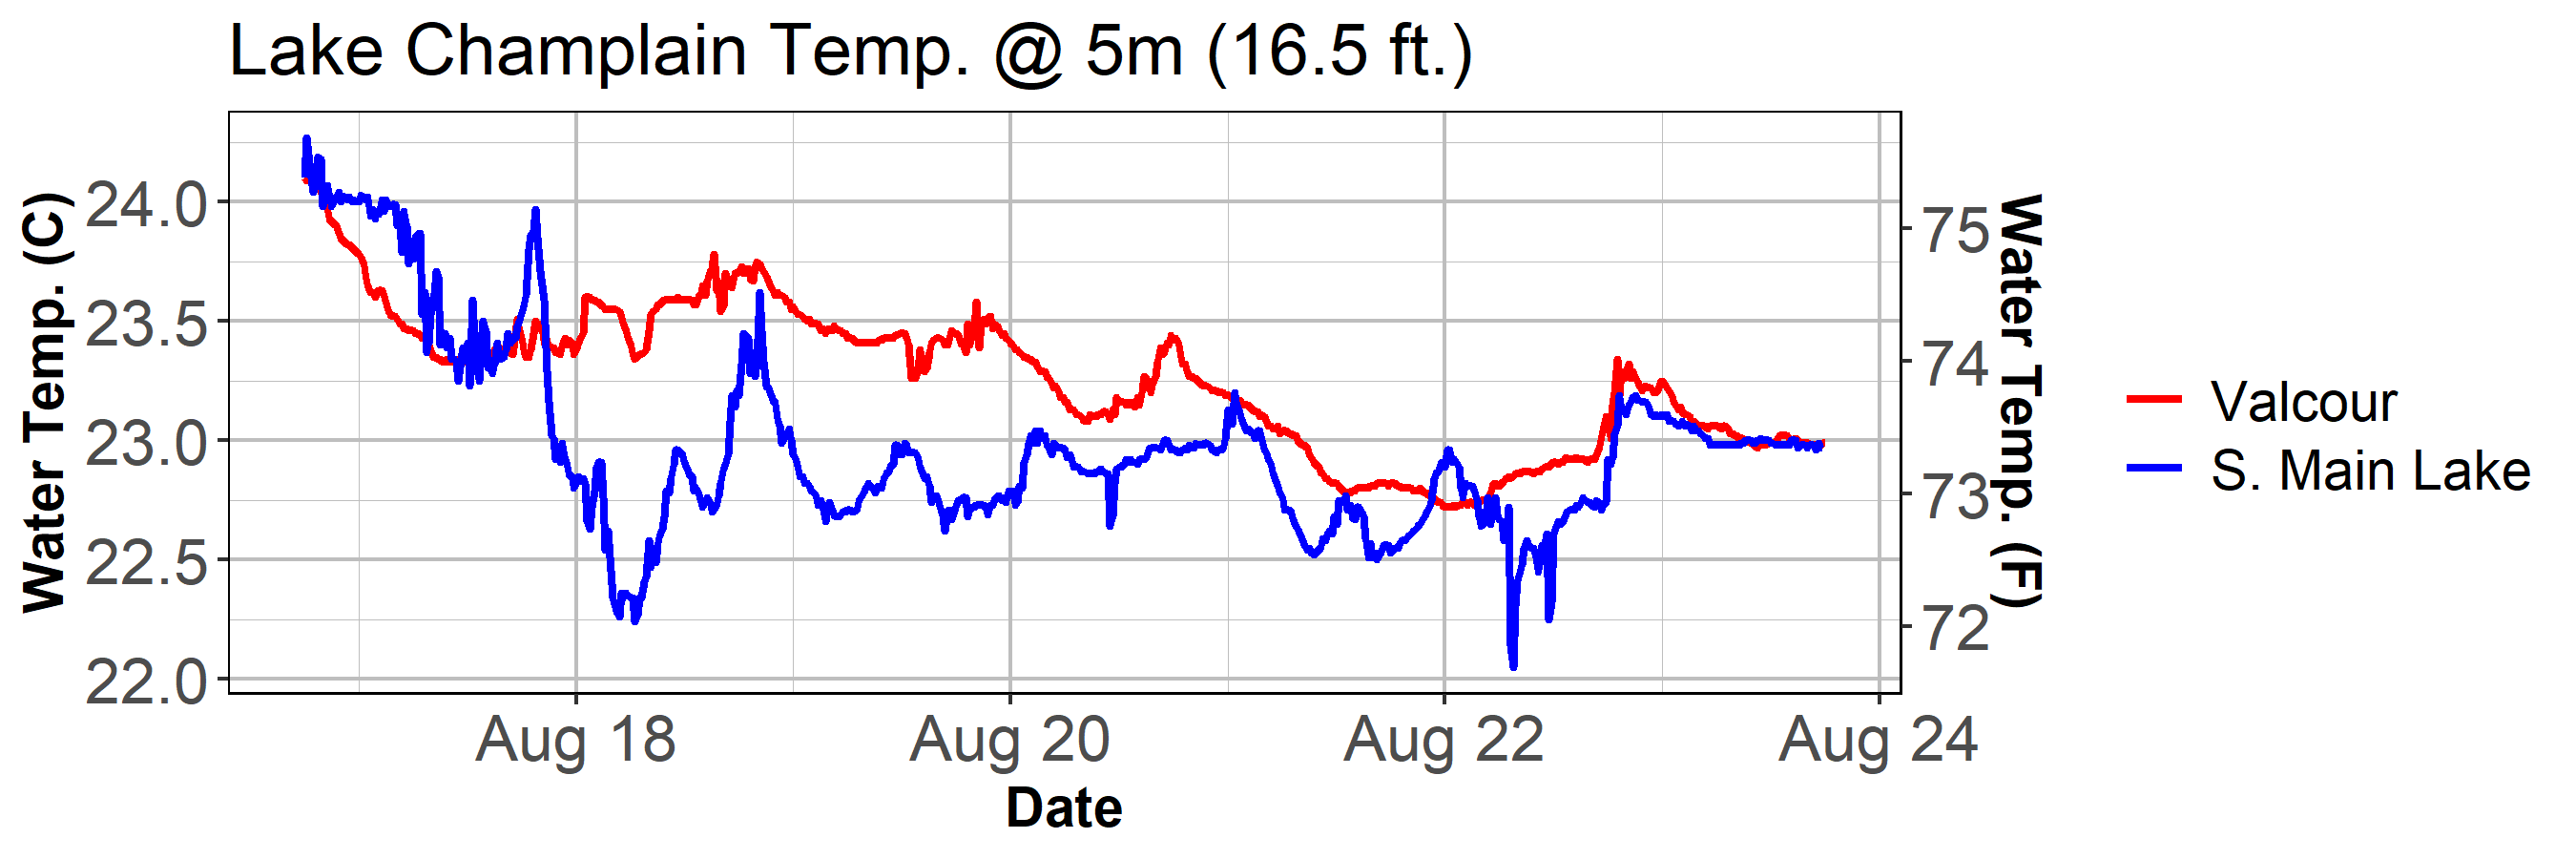 Lake Champlain Temp. @ 5m (16.5 ft.)
Water Temp. (C)
24.0
23.5
23.0
22.5
22.0
75
74
73
72
Water Temp. (F)
Aug 18 Aug 20 Aug 22 Aug 24
Date
Valcour
S. Main Lake